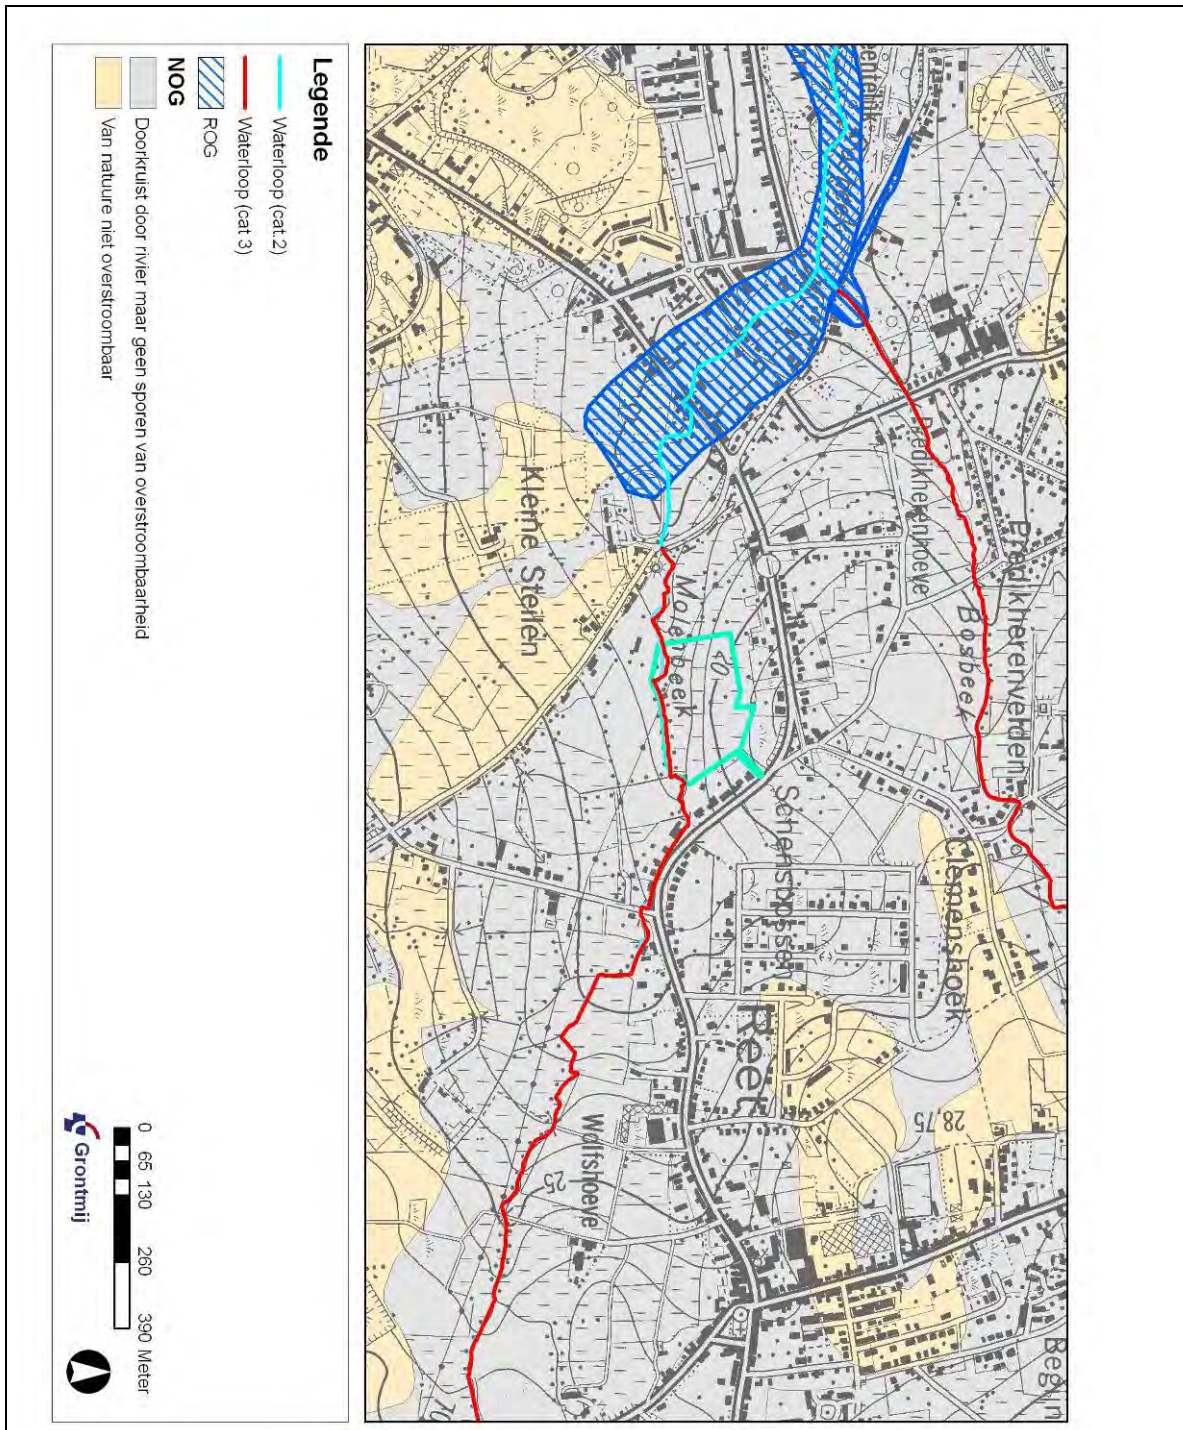 Legende
Waterloop (cat.2)
Waterloop (cat 3)
ROG
NOG
Doorkruist door rivier maar geen sporen van overstroombaarheid
Van natuure niet overstroombaar
0 65 130 260 390 Meter
Grontmij
Predikherenhoeve
Predikherenvelden
Bosbeek
Molenbeek
40
Kleine Steilen
Clemenshoek
Reet
28,75
Wolfshoeve
25
Begijn